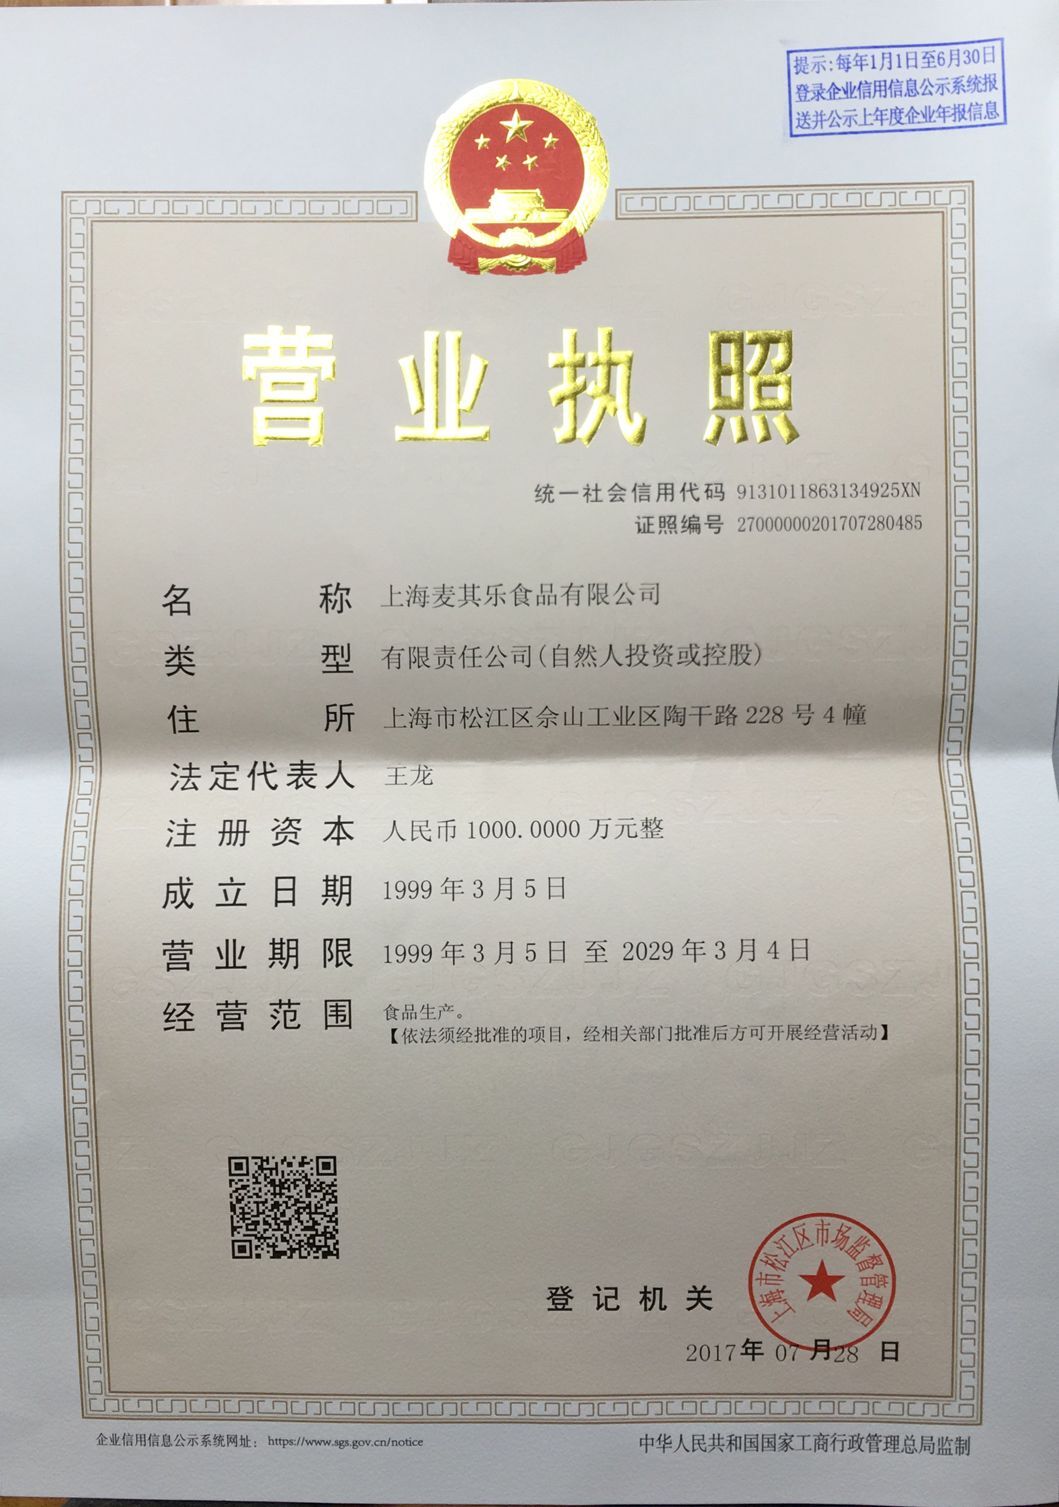 提示:每年1月1日至6月30日
登录企业信用信息公示系统报
送并公示上年度企业年报信息
营业执照
统一社会信用代码 9131011863134925XN
证照编号 27000000201707280485
名称 上海麦其乐食品有限公司
类型 有限责任公司(自然人投资或控股)
住所 上海市松江区佘山工业区陶干路228号4幢
法定代表人 王龙
注册资本 人民币1000.0000万元整
成立日期 1999年3月5日
营业期限 1999年3月5日 至 2029年3月4日
经营范围 食品生产。
【依法须经批准的项目，经相关部门批准后方可开展经营活动】
登记机关
上海市松江区市场监督管理局
2017年07月28日
企业信用信息公示系统网址： https://www.sgs.gov.cn/notice
中华人民共和国国家工商行政管理总局监制